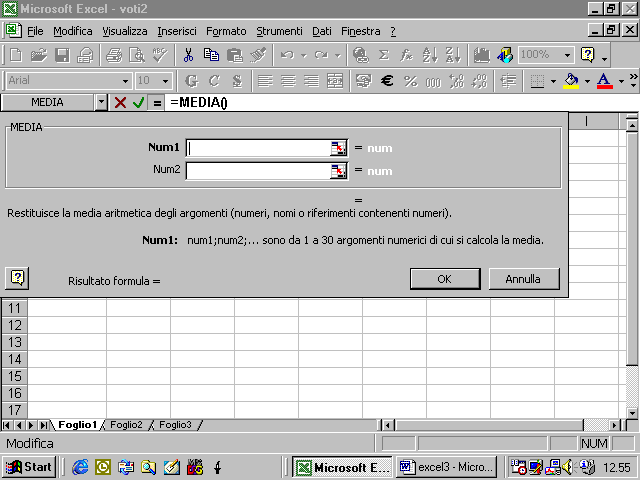 Microsoft Excel - voti2
File Modifica Visualizza Inserisci Formato Strumenti Dati Finestra ?
100%
Arial 10 G C S € % 000
MEDIA =MEDIA()
I
MEDIA
Num1 = num
Num2 = num
=
Restituisce la media aritmetica degli argomenti (numeri, nomi o riferimenti contenenti numeri).
Num1: num1;num2;... sono da 1 a 30 argomenti numerici di cui si calcola la media.
Risultato formula =
OK Annulla
11
12
13
14
15
16
17
Foglio1 Foglio2 Foglio3
Modifica NUM
Start Microsoft E... excel3 - Micro... 12.55